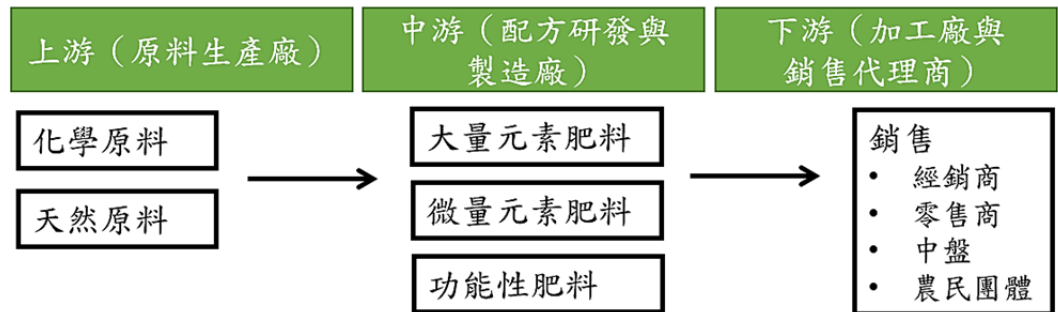 上游（原料生產廠）
中游（配方研發與
製造廠）
下游（加工廠與
銷售代理商）
化學原料
天然原料
大量元素肥料
微量元素肥料
功能性肥料
銷售
• 經銷商
• 零售商
• 中盤
• 農民團體